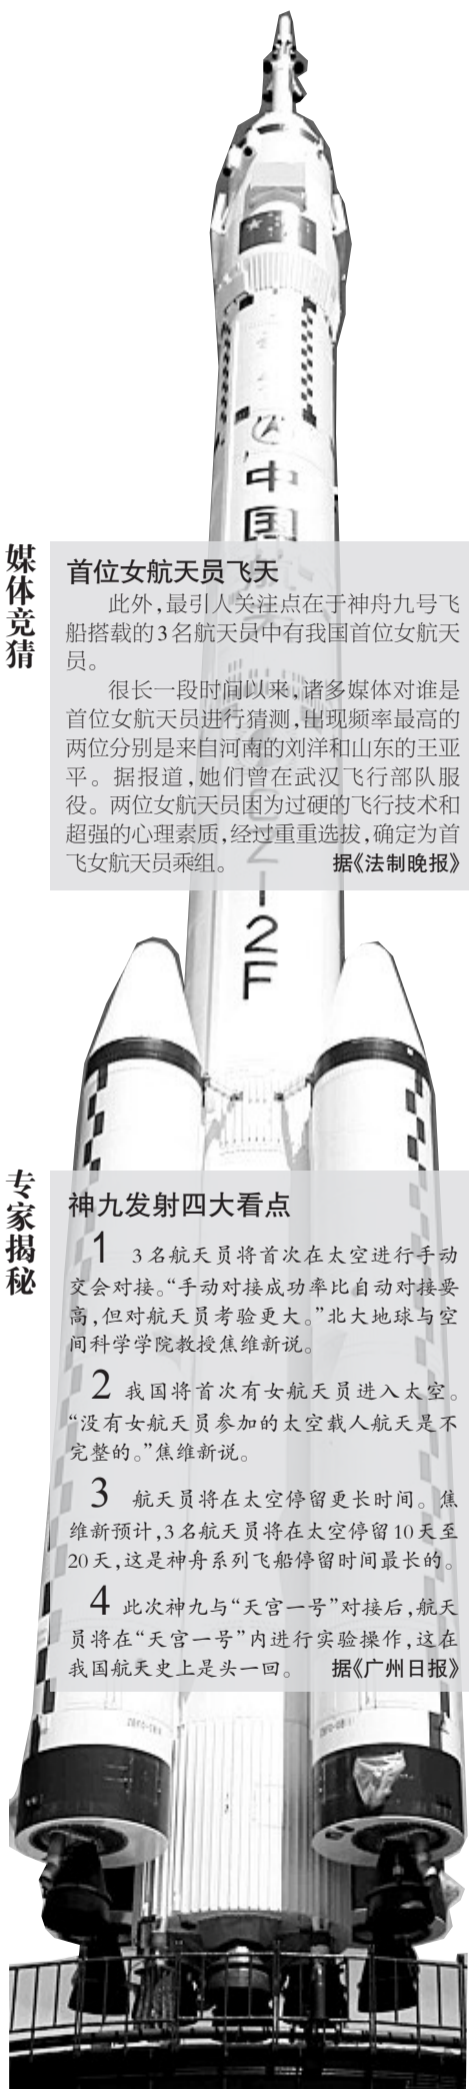 中
国
媒体竞猜
首位女航天员飞天
此外,最引人关注点在于神舟九号飞
船搭载的3名航天员中有我国首位女航天
员。
很长一段时间以来,诸多媒体对谁是
首位女航天员进行猜测,出现频率最高的
两位分别是来自河南的刘洋和山东的王亚
平。据报道,她们曾在武汉飞行部队服
役。两位女航天员因为过硬的飞行技术和
超强的心理素质,经过重重选拔,确定为首
飞女航天员乘组。 据《法制晚报》
2F
专家揭秘
神九发射四大看点
1 3名航天员将首次在太空进行手动
交会对接。“手动对接成功率比自动对接要
高,但对航天员考验更大。”北大地球与空
间科学学院教授焦维新说。
2 我国将首次有女航天员进入太空。
“没有女航天员参加的太空载人航天是不
完整的。”焦维新说。
3 航天员将在太空停留更长时间。焦
维新预计,3名航天员将在太空停留10天至
20天,这是神舟系列飞船停留时间最长的。
4 此次神九与“天宫一号”对接后,航天
员将在“天宫一号”内进行实验操作,这在
我国航天史上是头一回。 据《广州日报》